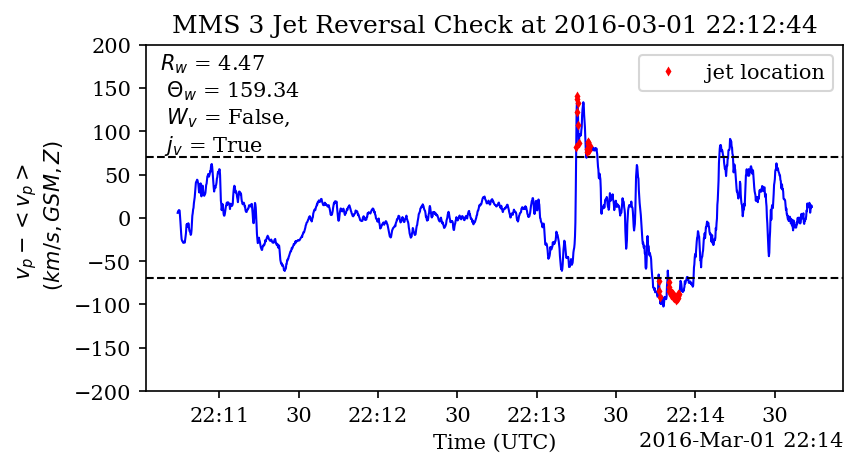 MMS 3 Jet Reversal Check at 2016-03-01 22:12:44
R_w = 4.47
Θ_w = 159.34
W_v = False,
j_v = True
jet location
v_p − < v_p >
(km/s, GSM, Z)
200
150
100
50
0
−50
−100
−150
−200
22:11 30 22:12 30 22:13 30 22:14 30
Time (UTC)
2016-Mar-01 22:14